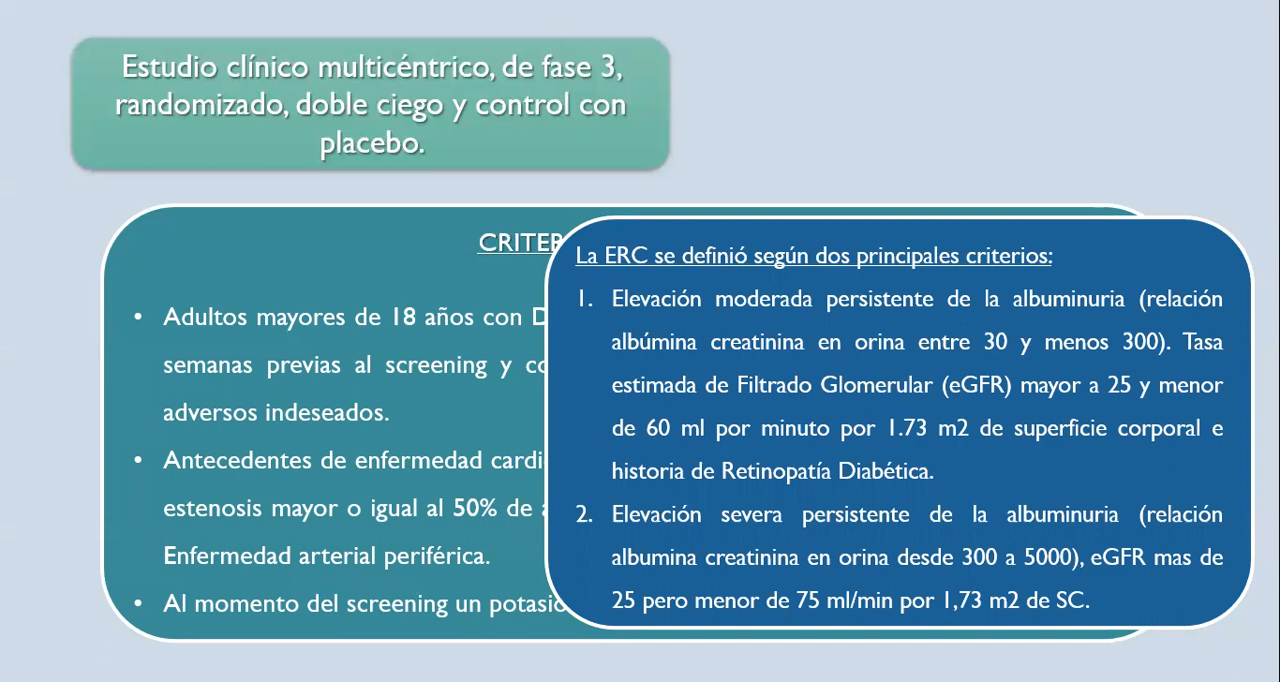 Estudio clínico multicéntrico, de fase 3,
randomizado, doble ciego y control con
placebo.
Adultos mayores de 18 años con
semanas previas al screening y
adversos indeseados.
Antecedentes de enfermedad
estenosis mayor o igual al 50% de
Enfermedad arterial periférica.
Al momento del screening un
La ERC se definió según dos principales criterios:
1. Elevación moderada persistente de la albuminuria (relación
albúmina creatinina en orina entre 30 y menos 300). Tasa
estimada de Filtrado Glomerular (eGFR) mayor a 25 y menor
de 60 ml por minuto por 1.73 m2 de superficie corporal e
historia de Retinopatía Diabética.
2. Elevación severa persistente de la albuminuria (relación
albumina creatinina en orina desde 300 a 5000), eGFR mas de
25 pero menor de 75 ml/min por 1,73 m2 de SC.